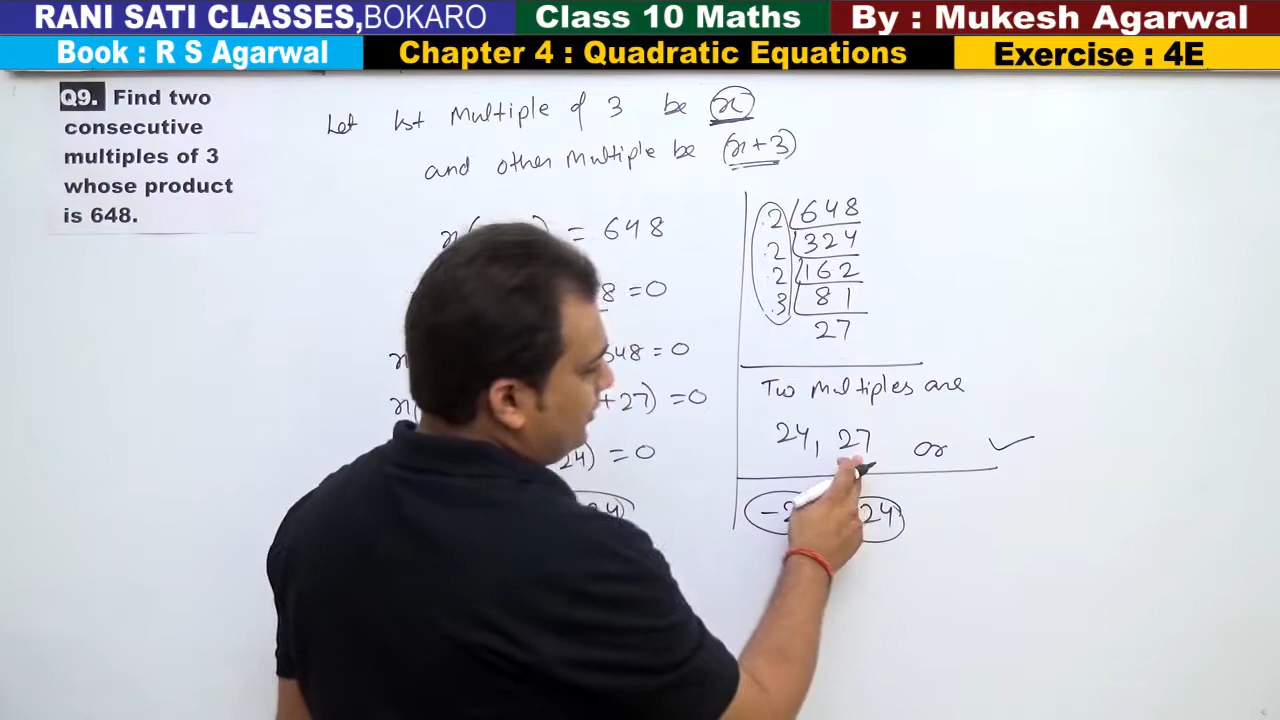 RANI SATI CLASSES,BOKARO Class 10 Maths By : Mukesh Agarwal
Book : R S Agarwal Chapter 4 : Quadratic Equations Exercise : 4E
Q9. Find two
consecutive
multiples of 3
whose product
is 648.
Let 1st Multiple of 3 be x
and other Multiple be (x+3)
= 648
8 = 0
648 = 0
+27) = 0
24) = 0
2 648
2 324
2 162
3 81
27
Two Multiples are
24, 27 or
24